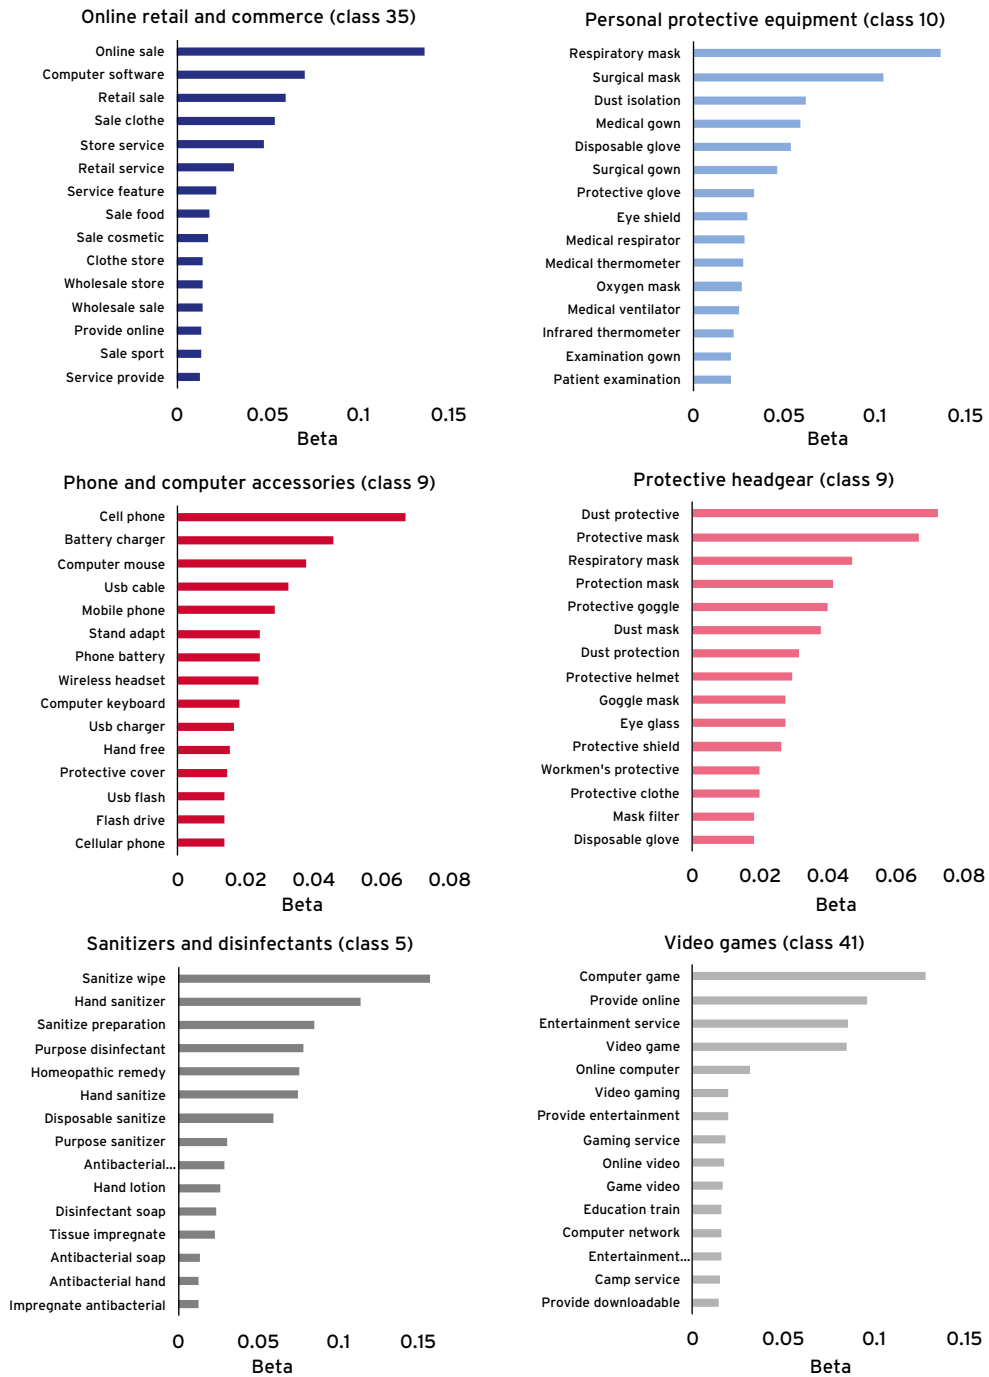 Online retail and commerce (class 35)
Online sale
Computer software
Retail sale
Sale clothe
Store service
Retail service
Service feature
Sale food
Sale cosmetic
Clothe store
Wholesale store
Wholesale sale
Provide online
Sale sport
Service provide
0 0.05 0.1 0.15
Beta
Personal protective equipment (class 10)
Respiratory mask
Surgical mask
Dust isolation
Medical gown
Disposable glove
Surgical gown
Protective glove
Eye shield
Medical respirator
Medical thermometer
Oxygen mask
Medical ventilator
Infrared thermometer
Examination gown
Patient examination
0 0.05 0.1 0.15
Beta
Phone and computer accessories (class 9)
Cell phone
Battery charger
Computer mouse
Usb cable
Mobile phone
Stand adapt
Phone battery
Wireless headset
Computer keyboard
Usb charger
Hand free
Protective cover
Usb flash
Flash drive
Cellular phone
0 0.02 0.04 0.06 0.08
Beta
Protective headgear (class 9)
Dust protective
Protective mask
Respiratory mask
Protection mask
Protective goggle
Dust mask
Dust protection
Protective helmet
Goggle mask
Eye glass
Protective shield
Workmen's protective
Protective clothe
Mask filter
Disposable glove
0 0.02 0.04 0.06 0.08
Beta
Sanitizers and disinfectants (class 5)
Sanitize wipe
Hand sanitizer
Sanitize preparation
Purpose disinfectant
Homeopathic remedy
Hand sanitize
Disposable sanitize
Purpose sanitizer
Antibacterial...
Hand lotion
Disinfectant soap
Tissue impregnate
Antibacterial soap
Antibacterial hand
Impregnate antibacterial
0 0.05 0.1 0.15
Beta
Video games (class 41)
Computer game
Provide online
Entertainment service
Video game
Online computer
Video gaming
Provide entertainment
Gaming service
Online video
Game video
Education train
Computer network
Entertainment...
Camp service
Provide downloadable
0 0.05 0.1 0.15
Beta